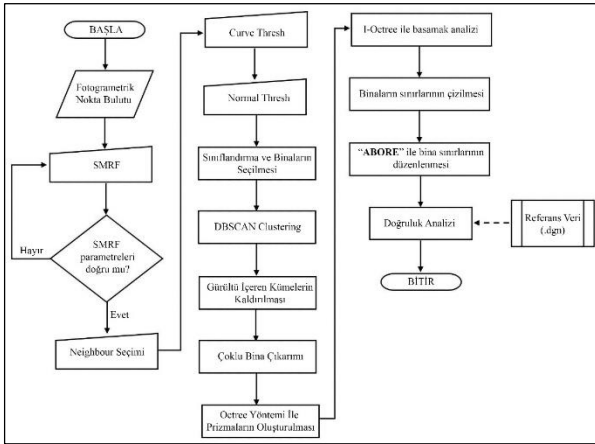 BAŞLA
Fotogrametrik
Nokta Bulutu
SMRF
SMRF
parametreleri
doğru mu?
Hayır
Evet
Neighbour Seçimi
Curve Thresh
Normal Thresh
Sınıflandırma ve Binaların
Seçilmesi
DBSCAN Clustering
Gürültü İçeren Kümelerin
Kaldırılması
Çoklu Bina Çıkarımı
Octree Yöntemi İle
Prizmaların Oluşturulması
I-Octree ile basamak analizi
Binaların sınırlarının çizilmesi
“ABORE” ile bina sınırlarının
düzenlenmesi
Doğruluk Analizi
Referans Veri
(.dgn)
BİTİR